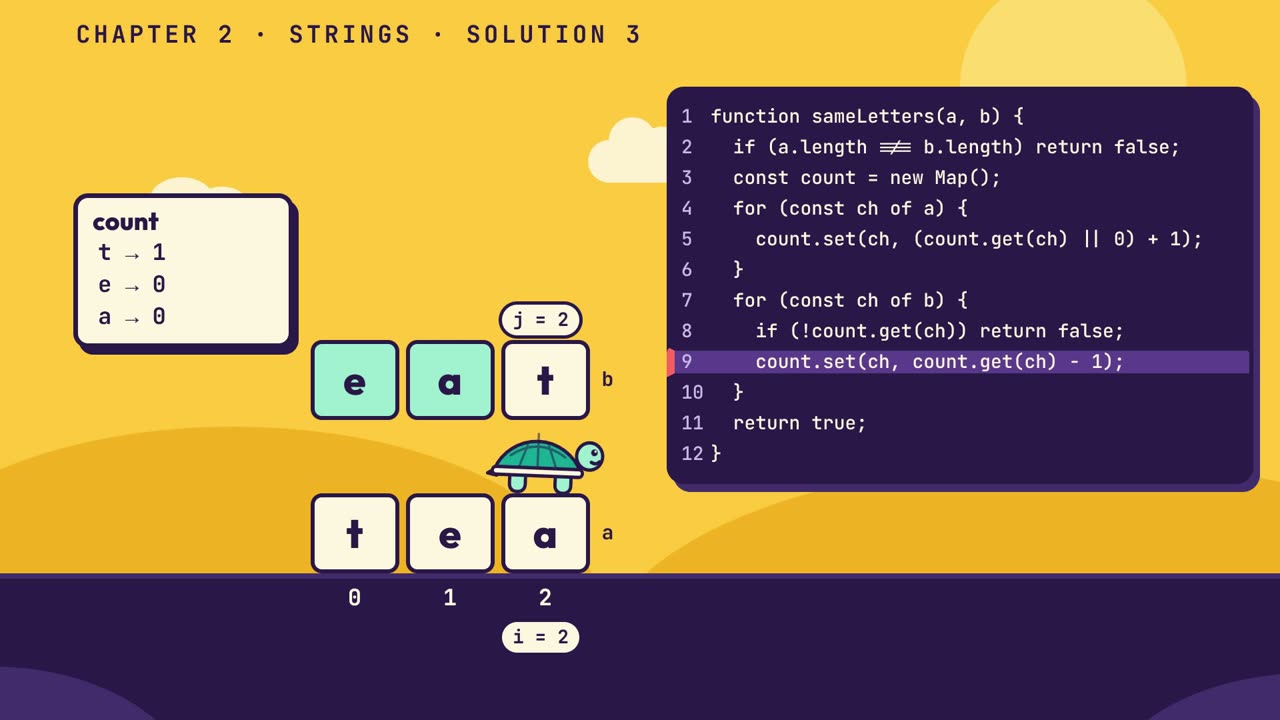 CHAPTER 2 · STRINGS · SOLUTION 3
count
t → 1
e → 0
a → 0
j = 2
e a t b
t e a a
0 1 2
i = 2
1 function sameLetters(a, b) {
2 if (a.length !== b.length) return false;
3 const count = new Map();
4 for (const ch of a) {
5 count.set(ch, (count.get(ch) || 0) + 1);
6 }
7 for (const ch of b) {
8 if (!count.get(ch)) return false;
9 count.set(ch, count.get(ch) - 1);
10 }
11 return true;
12 }